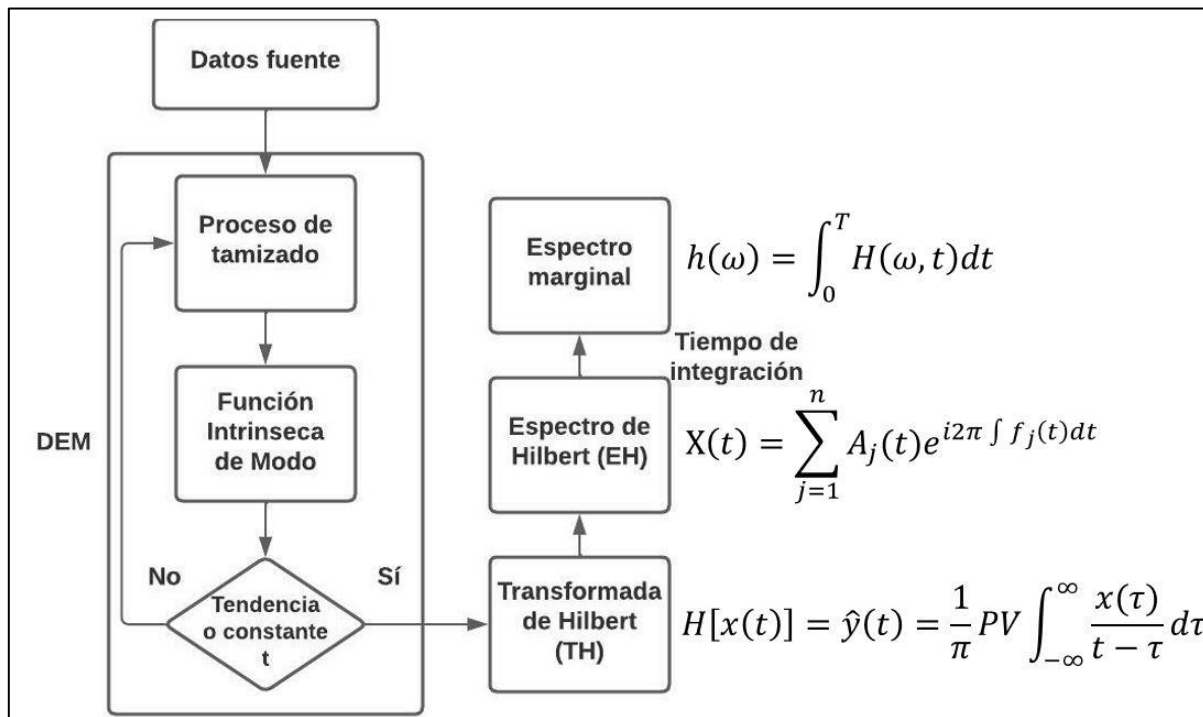 Datos fuente
Proceso de
tamizado
Función
Intrinseca
de Modo
DEM
No
Sí
Tendencia
o constante
t
Espectro
marginal
h(ω) = ∫₀ᵀ H(ω, t)dt
Tiempo de
integración
Espectro de
Hilbert (EH)
X(t) = ∑ⱼ₌₁ⁿ Aⱼ(t)e^{i2π ∫ fⱼ(t)dt}
Transformada
de Hilbert
(TH)
H[x(t)] = ŷ(t) = 1/π PV ∫_{-∞}^{∞} x(τ)/(t − τ) dτ